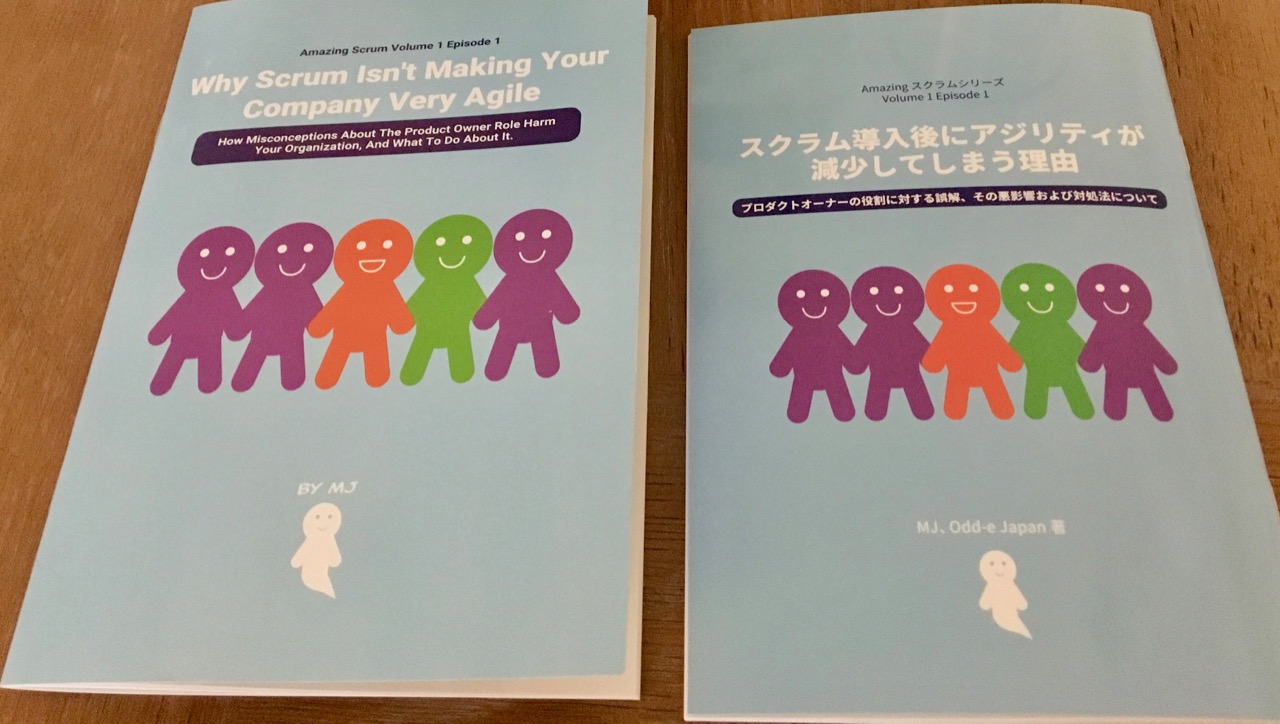 Amazing Scrum Volume 1 Episode 1
Why Scrum Isn't Making Your
Company Very Agile
How Misconceptions About The Product Owner Role Harm
Your Organization, And What To Do About It.
BY MJ
Amazing スクラムシリーズ
Volume 1 Episode 1
スクラム導入後にアジリティが
減少してしまう理由
プロダクトオーナーの役割に対する誤解、その悪影響および対処法について
MJ、Odd-e Japan 著